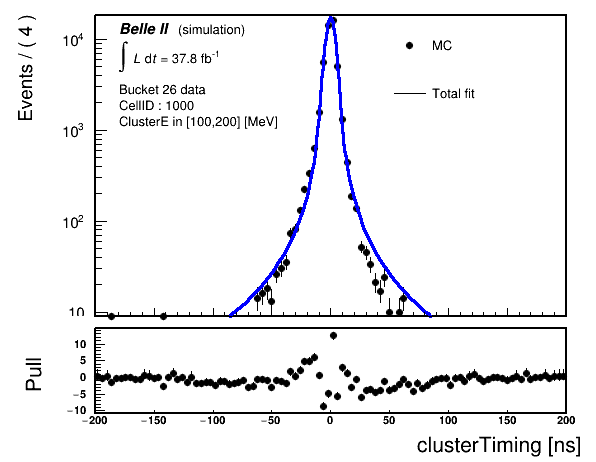 Belle II (simulation)
∫ L dt = 37.8 fb⁻¹
Bucket 26 data
CellID : 1000
ClusterE in [100,200] [MeV]
MC
Total fit
Events / ( 4 )
10⁴
10³
10²
10
Pull
10
5
0
−5
−10
−200 −150 −100 −50 0 50 100 150 200
clusterTiming [ns]